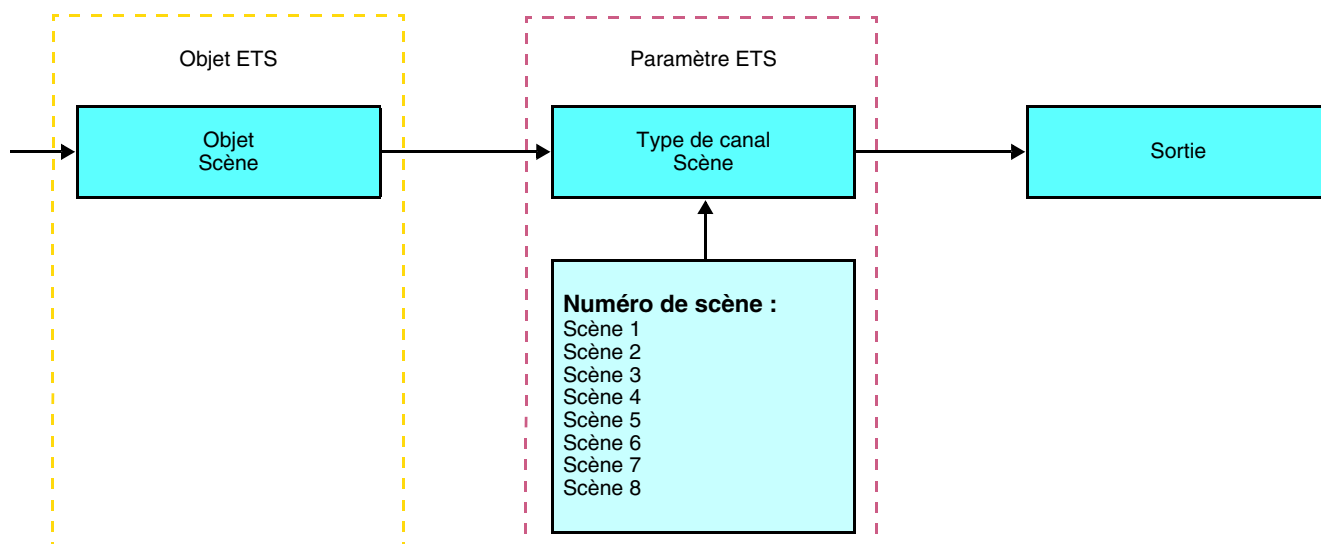 Objet ETS
Paramètre ETS
Objet
Scène
Type de canal
Scène
Sortie
Numéro de scène :
Scène 1
Scène 2
Scène 3
Scène 4
Scène 5
Scène 6
Scène 7
Scène 8